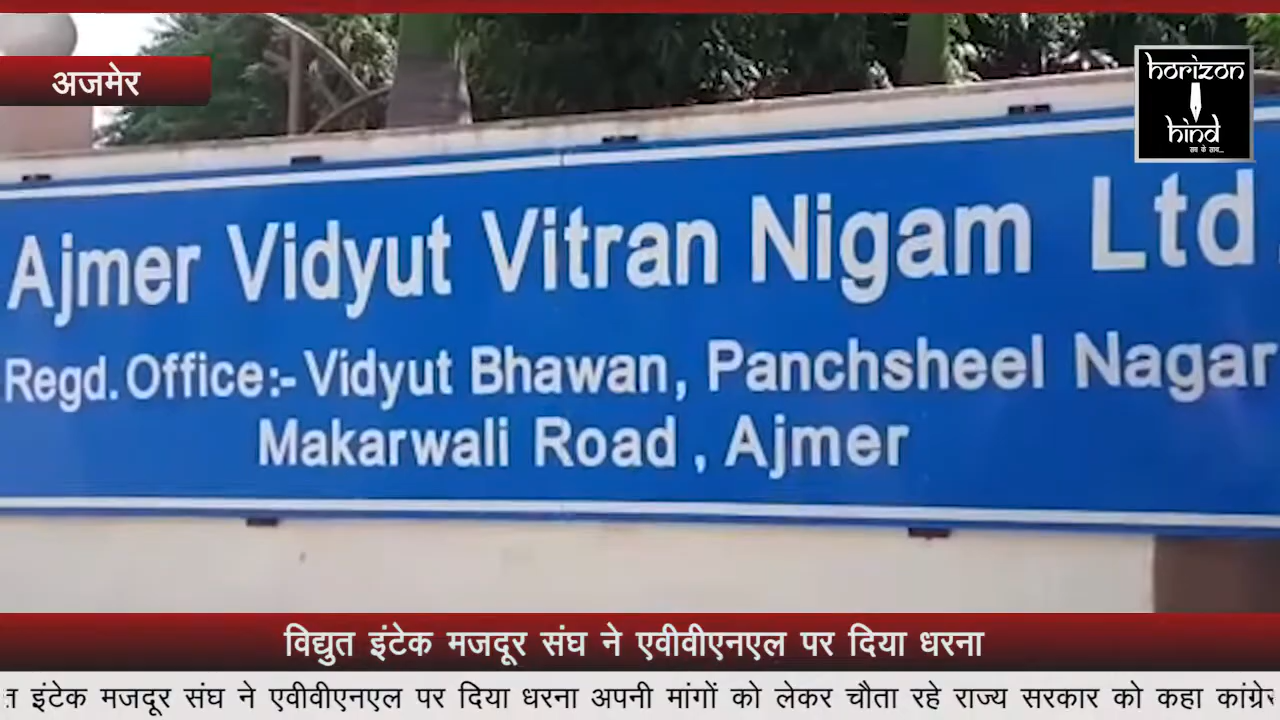 अजमेर
horizon
hind
Ajmer Vidyut Vitran Nigam Ltd.
Regd. Office:- Vidyut Bhawan, Panchsheel Nagar
Makarwali Road, Ajmer
विद्युत इंटेक मजदूर संघ ने एवीवीएनएल पर दिया धरना
इंटेक मजदूर संघ ने एवीवीएनएल पर दिया धरना अपनी मांगों को लेकर चौता रहे राज्य सरकार को कहा